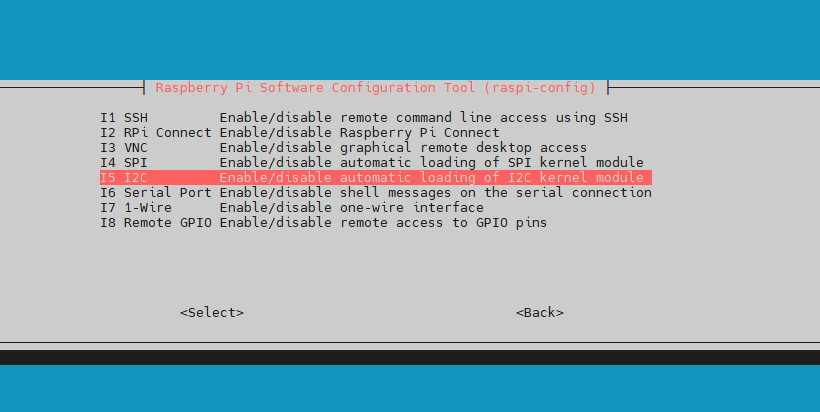 Raspberry Pi Software Configuration Tool (raspi-config)
I1 SSH Enable/disable remote command line access using SSH
I2 RPi Connect Enable/disable Raspberry Pi Connect
I3 VNC Enable/disable graphical remote desktop access
I4 SPI Enable/disable automatic loading of SPI kernel module
I5 I2C Enable/disable automatic loading of I2C kernel module
I6 Serial Port Enable/disable shell messages on the serial connection
I7 1-Wire Enable/disable one-wire interface
I8 Remote GPIO Enable/disable remote access to GPIO pins
<Select> <Back>